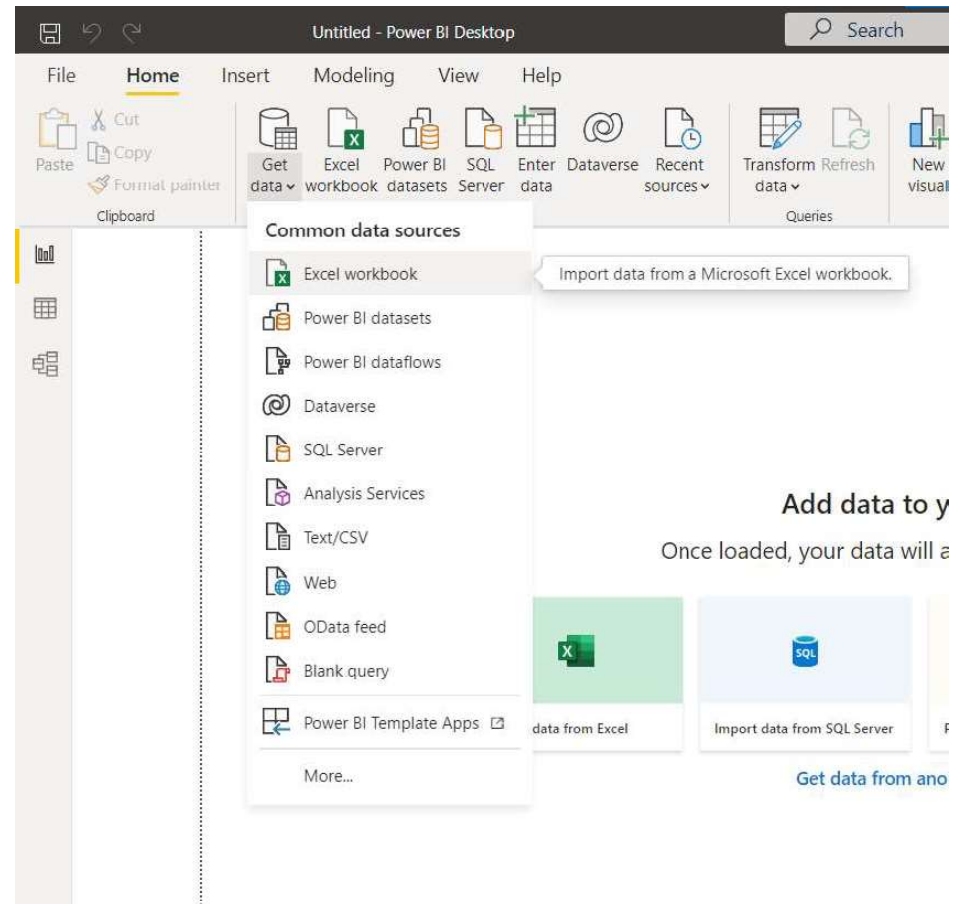 Untitled - Power BI Desktop
Search
File Home Insert Modeling View Help
Paste
Cut
Copy
Format painter
Clipboard
Get data
Excel workbook
Power BI datasets
SQL Server
Enter data
Dataverse
Recent sources
Transform data
Refresh
Queries
New visual
Common data sources
Excel workbook
Import data from a Microsoft Excel workbook.
Power BI datasets
Power BI dataflows
Dataverse
SQL Server
Analysis Services
Text/CSV
Web
OData feed
Blank query
Power BI Template Apps
More...
Add data to y
Once loaded, your data will a
X
SQL
data from Excel
Import data from SQL Server
Get data from ano